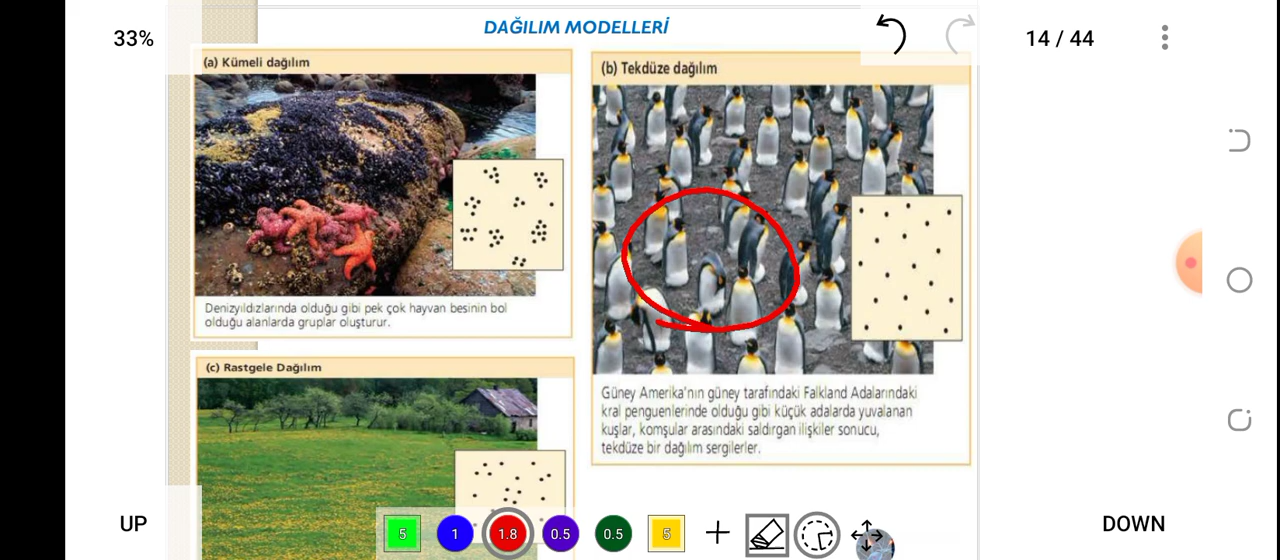 33%
DAĞILIM MODELLERİ
14 / 44
(a) Kümeli dağılım
Denizyıldızlarında olduğu gibi pek çok hayvan besinin bol
olduğu alanlarda gruplar oluşturur.
(b) Tekdüze dağılım
Güney Amerika'nın güney tarafındaki Falkland Adalarındaki
kral penguenlerinde olduğu gibi küçük adalarda yuvalanan
kuşlar, komşular arasındaki saldırgan ilişkiler sonucu,
tekdüze bir dağılım sergilerler.
(c) Rastgele Dağılım
UP
5
1
1.8
0.5
0.5
5
DOWN